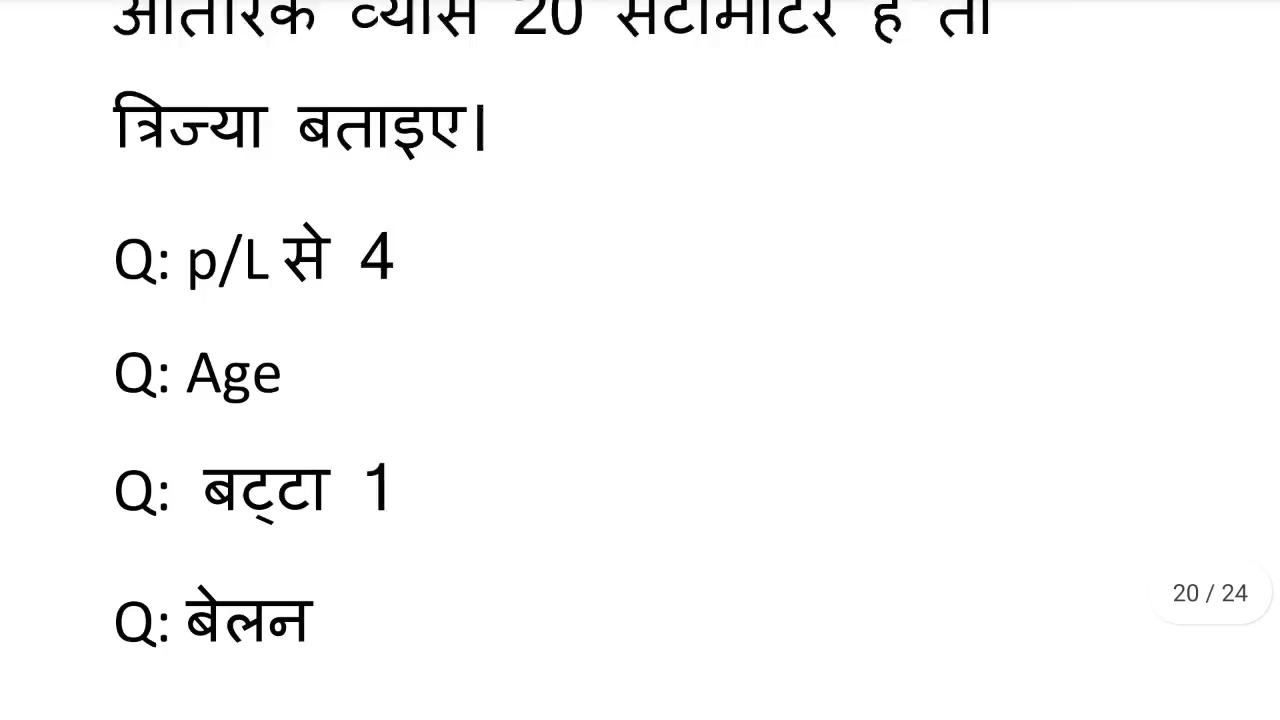 आंतरिक व्यास 20 सेंटीमीटर है तो
त्रिज्या बताइए।
Q: p/L से 4
Q: Age
Q: बट्टा 1
Q: बेलन
20 / 24